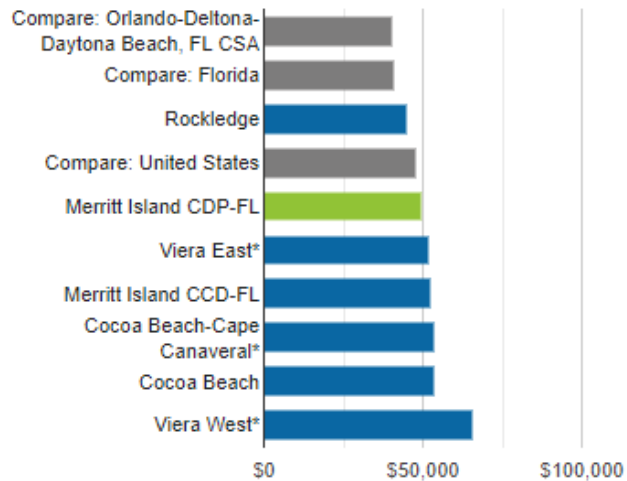 Compare: Orlando-Deltona-
Daytona Beach, FL CSA
Compare: Florida
Rockledge
Compare: United States
Merritt Island CDP-FL
Viera East*
Merritt Island CCD-FL
Cocoa Beach-Cape
Canaveral*
Cocoa Beach
Viera West*
$0 $50,000 $100,000